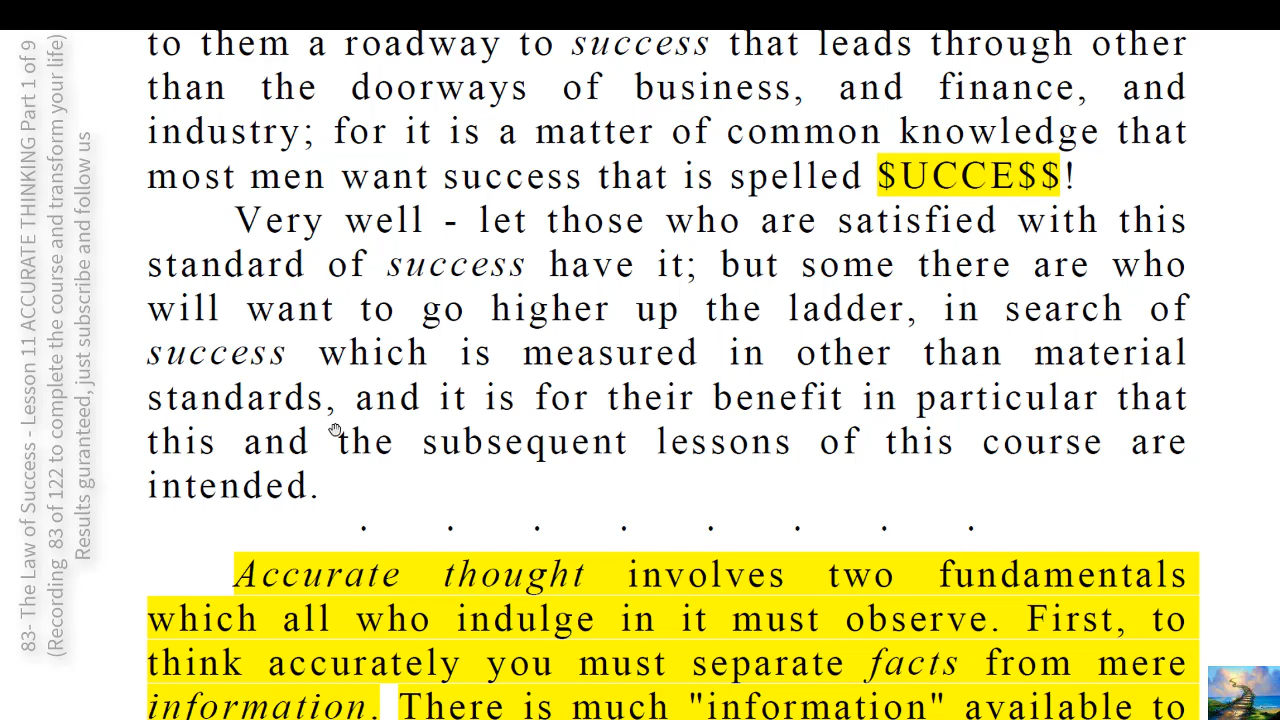 to them a roadway to success that leads through other
than the doorways of business, and finance, and
industry; for it is a matter of common knowledge that
most men want success that is spelled $UCCE$$!
Very well - let those who are satisfied with this
standard of success have it; but some there are who
will want to go higher up the ladder, in search of
success which is measured in other than material
standards, and it is for their benefit in particular that
this and the subsequent lessons of this course are
intended.
. . . . . . . .
Accurate thought involves two fundamentals
which all who indulge in it must observe. First, to
think accurately you must separate facts from mere
information. There is much "information" available to
83- The Law of Success - Lesson 11 ACCURATE THINKING Part 1 of 9
(Recording 83 of 122 to complete the course and transform your life)
Results guranteed, just subscribe and follow us